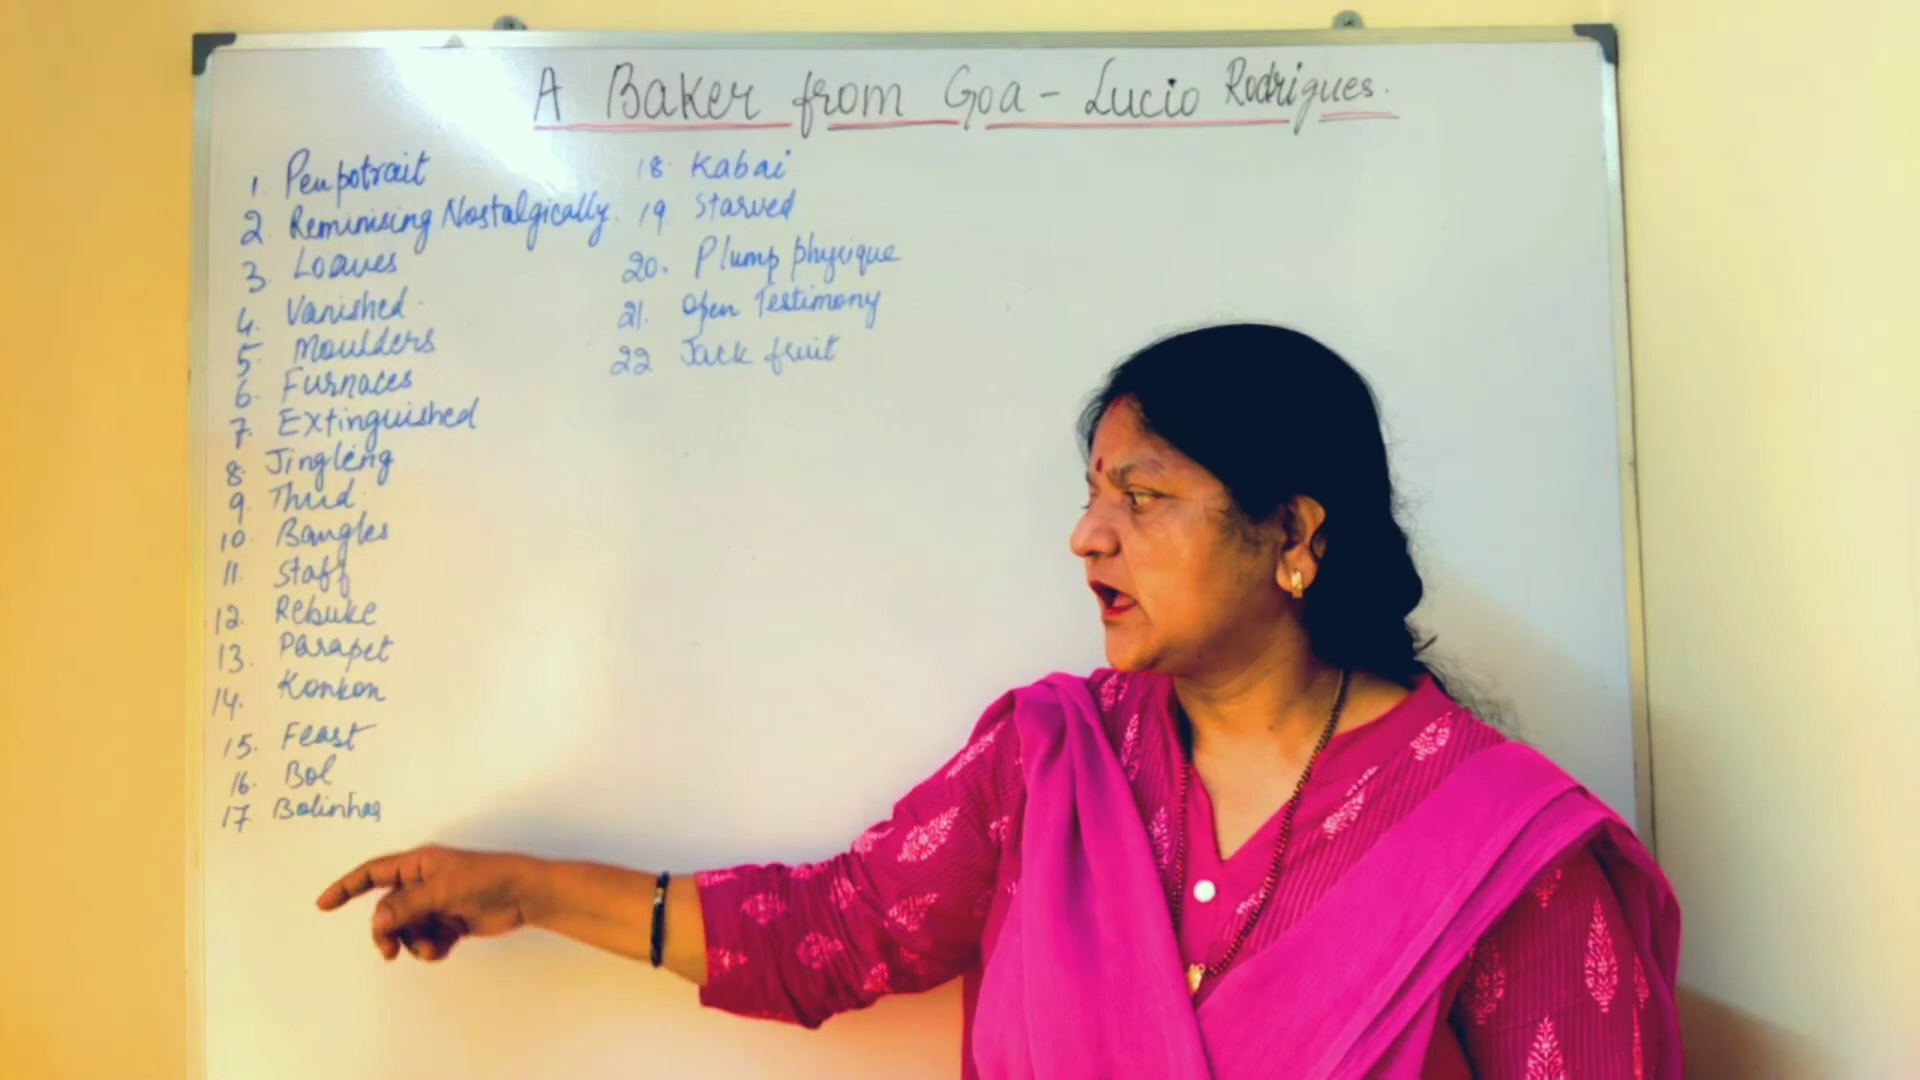 A Baker from Goa - Lucio Rodrigues.
1. Penpotrait
2. Reminising Nostalgically.
3. Loaves
4. Vanished.
5. Moulders
6. Furnaces
7. Extinguished
8. Jingleng
9. Thud.
10. Bangles
11. Staff
12. Rebuke
13. Parapet
14. Konkon
15. Feast
16. Bol
17 Bolinhas
18. Kabai
19 Starved
20. Plump physique
21. Open Testimony
22 Jack fruit